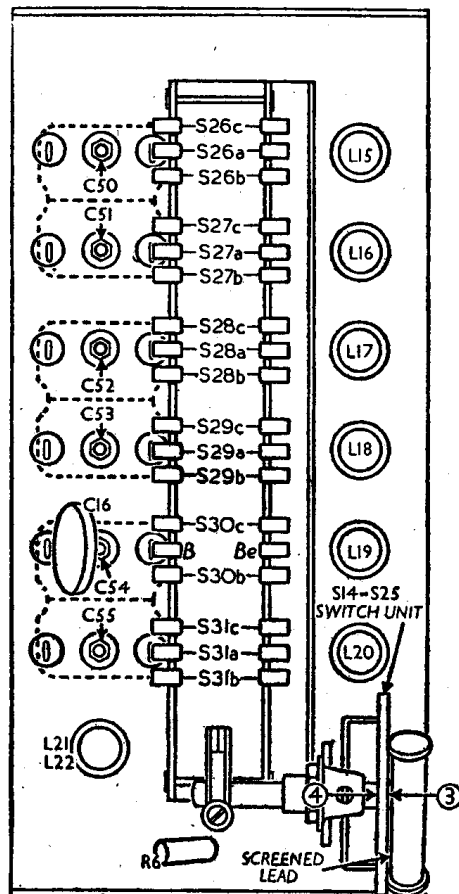 S26c
S26a
L15
S26b
C50
C51
S27c
S27a
L16
S27b
S28c
S28a
L17
S28b
C52
C53
S29c
S29a
L18
S29b
C16
S30c
B Be
L19
S30b
C54
S14-S25
SWITCH UNIT
C55
S31c
S31a
L20
S31b
L21
L22
4
3
SCREENED
LEAD
R6